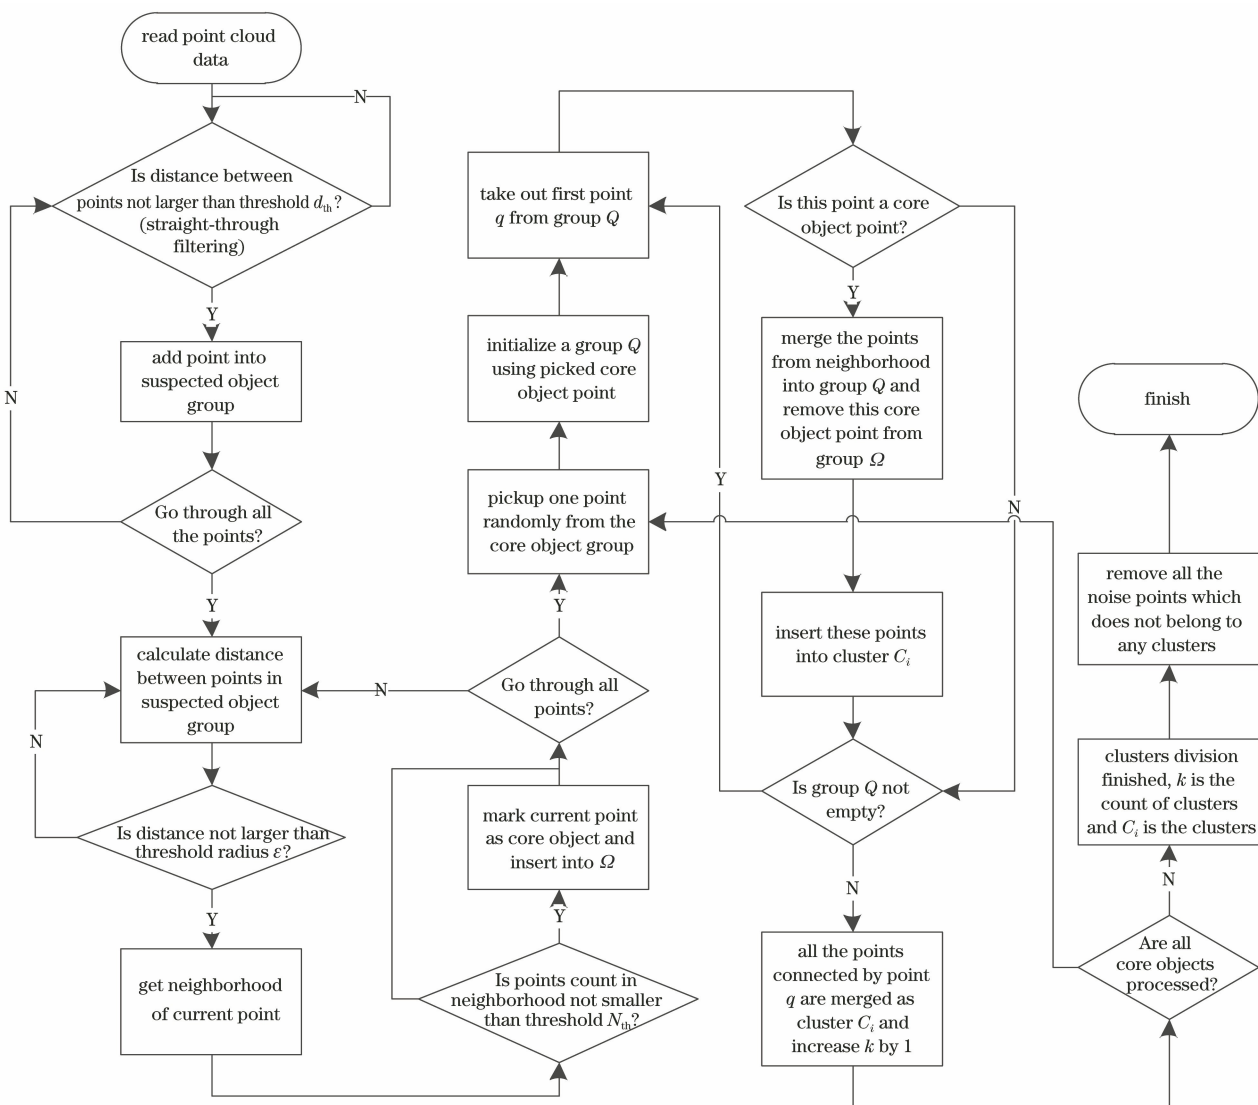 read point cloud
data
N
Is distance between
points not larger than threshold dth?
(straight-through
filtering)
Y
add point into
suspected object
group
N
Go through all
the points?
Y
calculate distance
between points in
suspected object
group
N
Is distance not larger than
threshold radius ε?
Y
get neighborhood
of current point
take out first point
q from group Q
initialize a group Q
using picked core
object point
pickup one point
randomly from the
core object group
Y
Go through all
points?
N
mark current point
as core object and
insert into Ω
Y
Is points count in
neighborhood not smaller
than threshold Nth?
Is this point a core
object point?
Y
merge the points
from neighborhood
into group Q and
remove this core
object point from
group Ω
Y
N
insert these points
into cluster Ci
Is group Q not
empty?
N
all the points
connected by point
q are merged as
cluster Ci and
increase k by 1
finish
remove all the
noise points which
does not belong to
any clusters
clusters division
finished, k is the
count of clusters
and Ci is the clusters
N
Are all
core objects
processed?